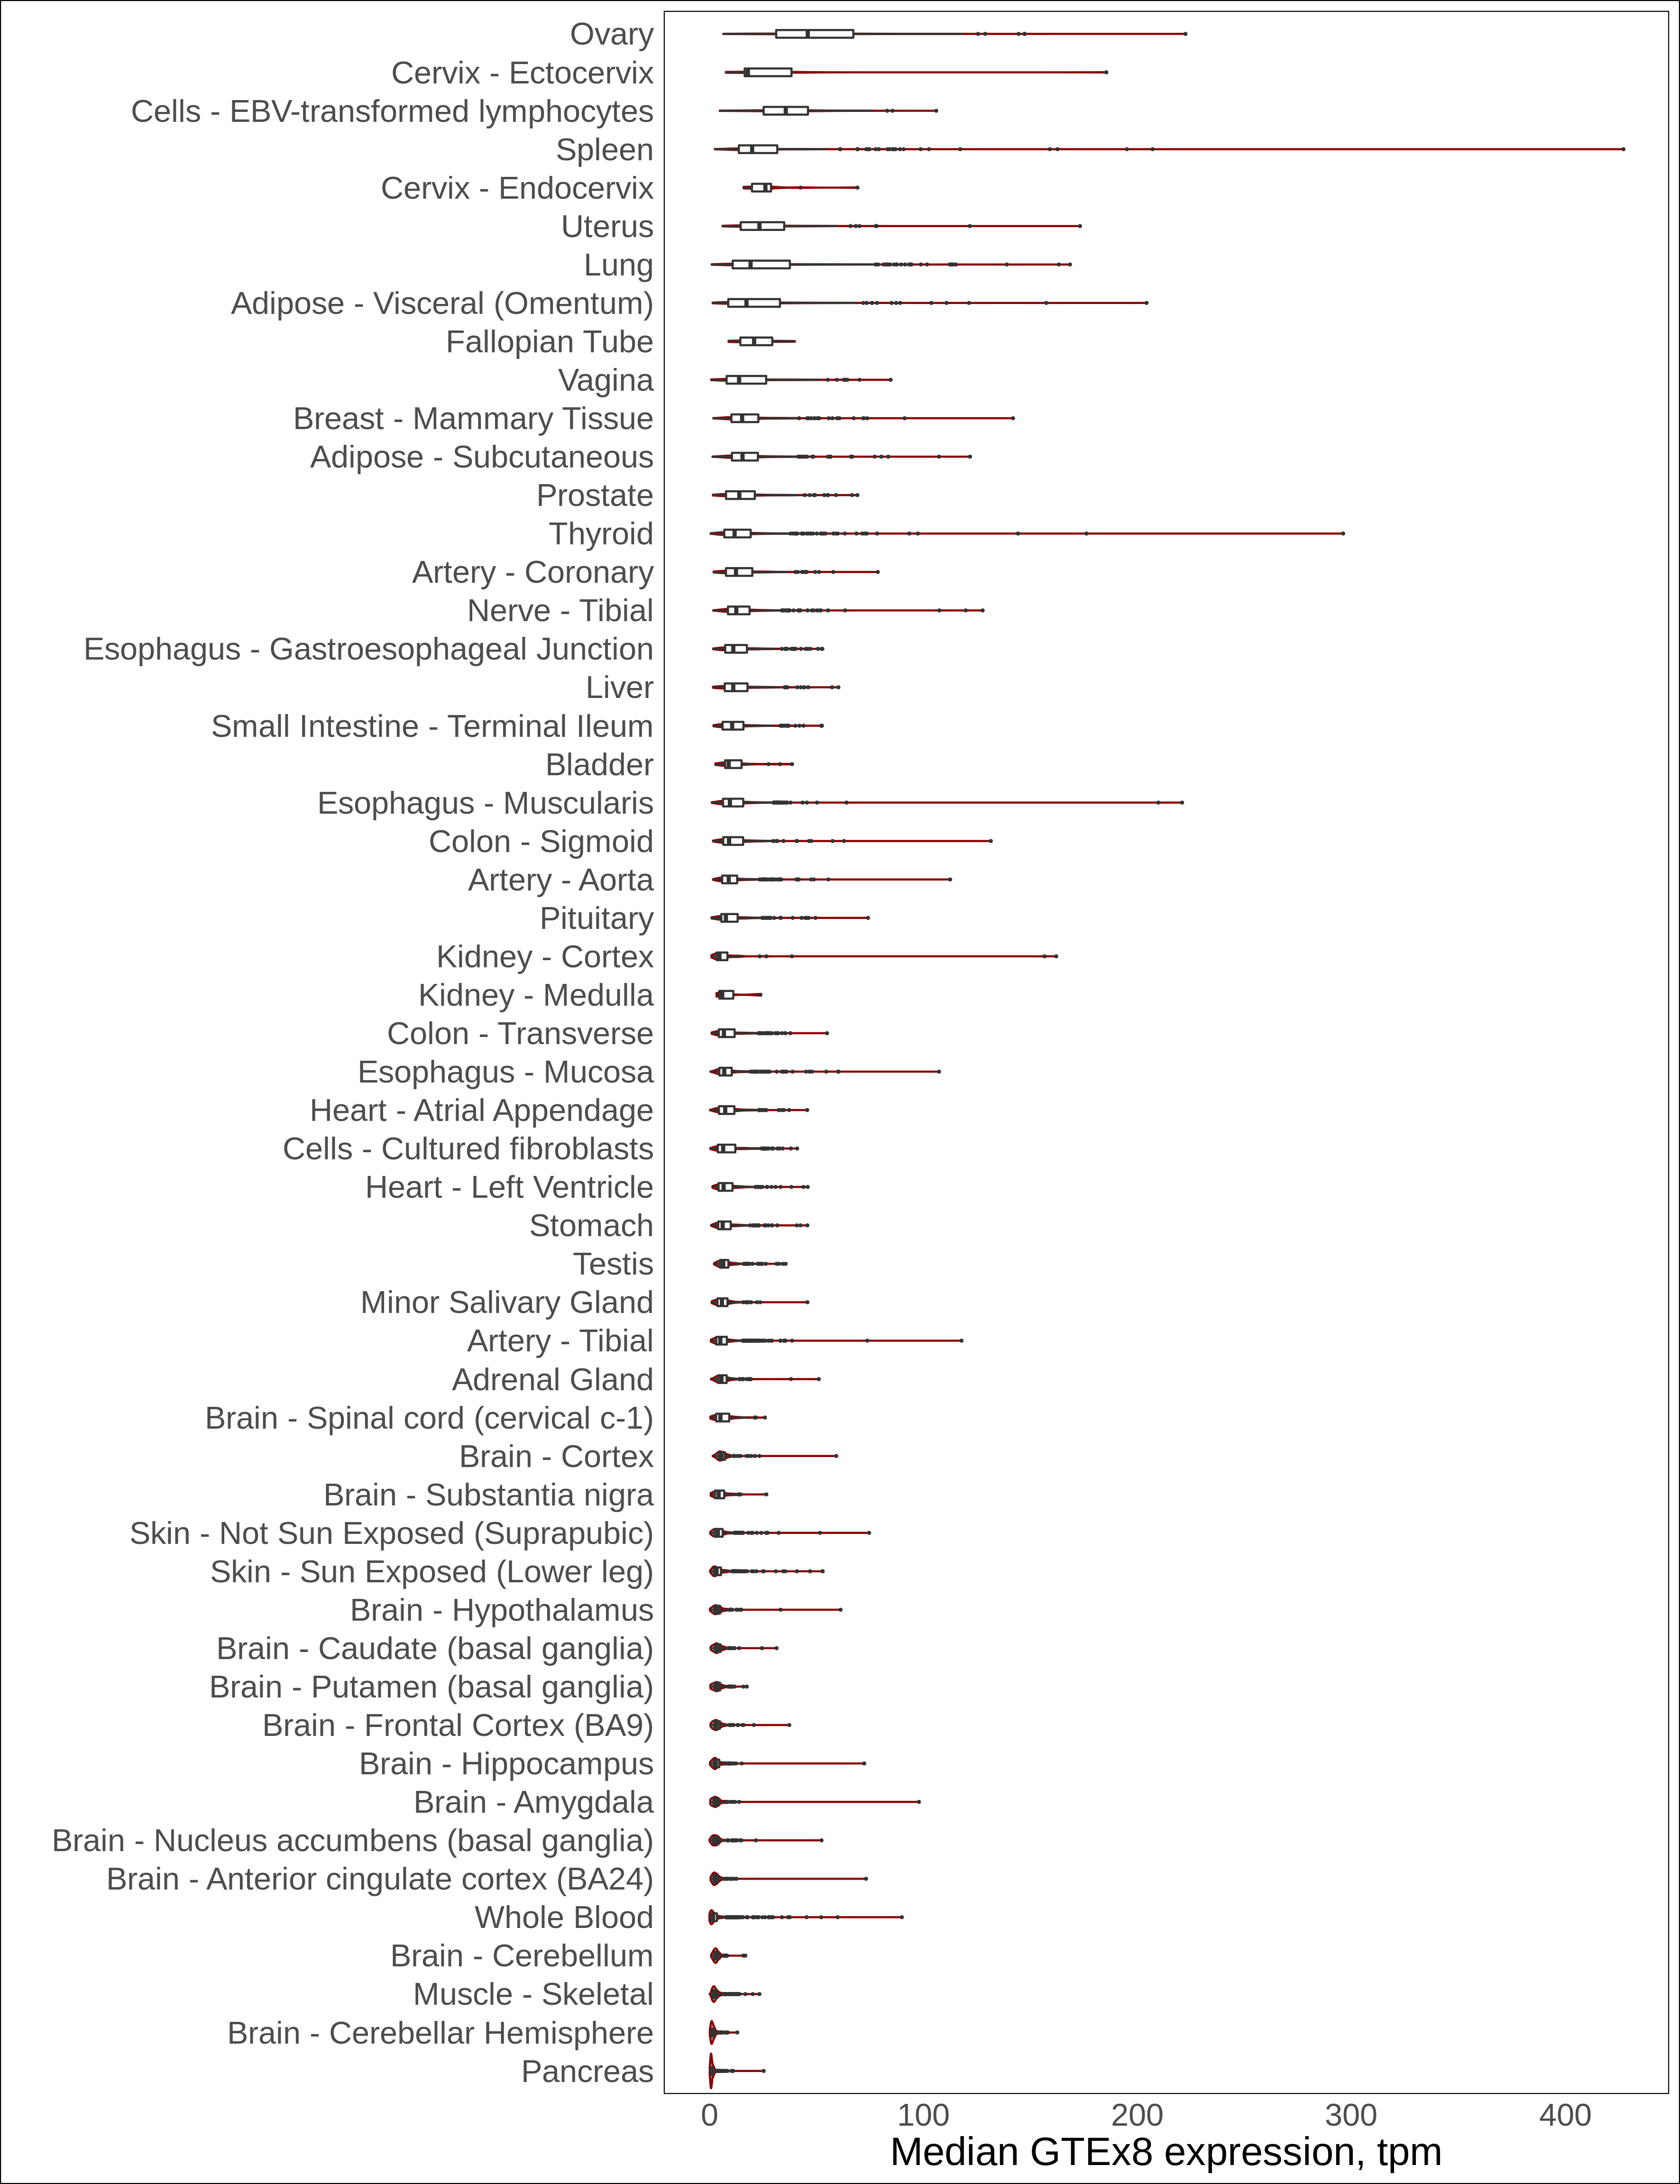 Ovary
Cervix - Ectocervix
Cells - EBV-transformed lymphocytes
Spleen
Cervix - Endocervix
Uterus
Lung
Adipose - Visceral (Omentum)
Fallopian Tube
Vagina
Breast - Mammary Tissue
Adipose - Subcutaneous
Prostate
Thyroid
Artery - Coronary
Nerve - Tibial
Esophagus - Gastroesophageal Junction
Liver
Small Intestine - Terminal Ileum
Bladder
Esophagus - Muscularis
Colon - Sigmoid
Artery - Aorta
Pituitary
Kidney - Cortex
Kidney - Medulla
Colon - Transverse
Esophagus - Mucosa
Heart - Atrial Appendage
Cells - Cultured fibroblasts
Heart - Left Ventricle
Stomach
Testis
Minor Salivary Gland
Artery - Tibial
Adrenal Gland
Brain - Spinal cord (cervical c-1)
Brain - Cortex
Brain - Substantia nigra
Skin - Not Sun Exposed (Suprapubic)
Skin - Sun Exposed (Lower leg)
Brain - Hypothalamus
Brain - Caudate (basal ganglia)
Brain - Putamen (basal ganglia)
Brain - Frontal Cortex (BA9)
Brain - Hippocampus
Brain - Amygdala
Brain - Nucleus accumbens (basal ganglia)
Brain - Anterior cingulate cortex (BA24)
Whole Blood
Brain - Cerebellum
Muscle - Skeletal
Brain - Cerebellar Hemisphere
Pancreas
0 100 200 300 400
Median GTEx8 expression, tpm